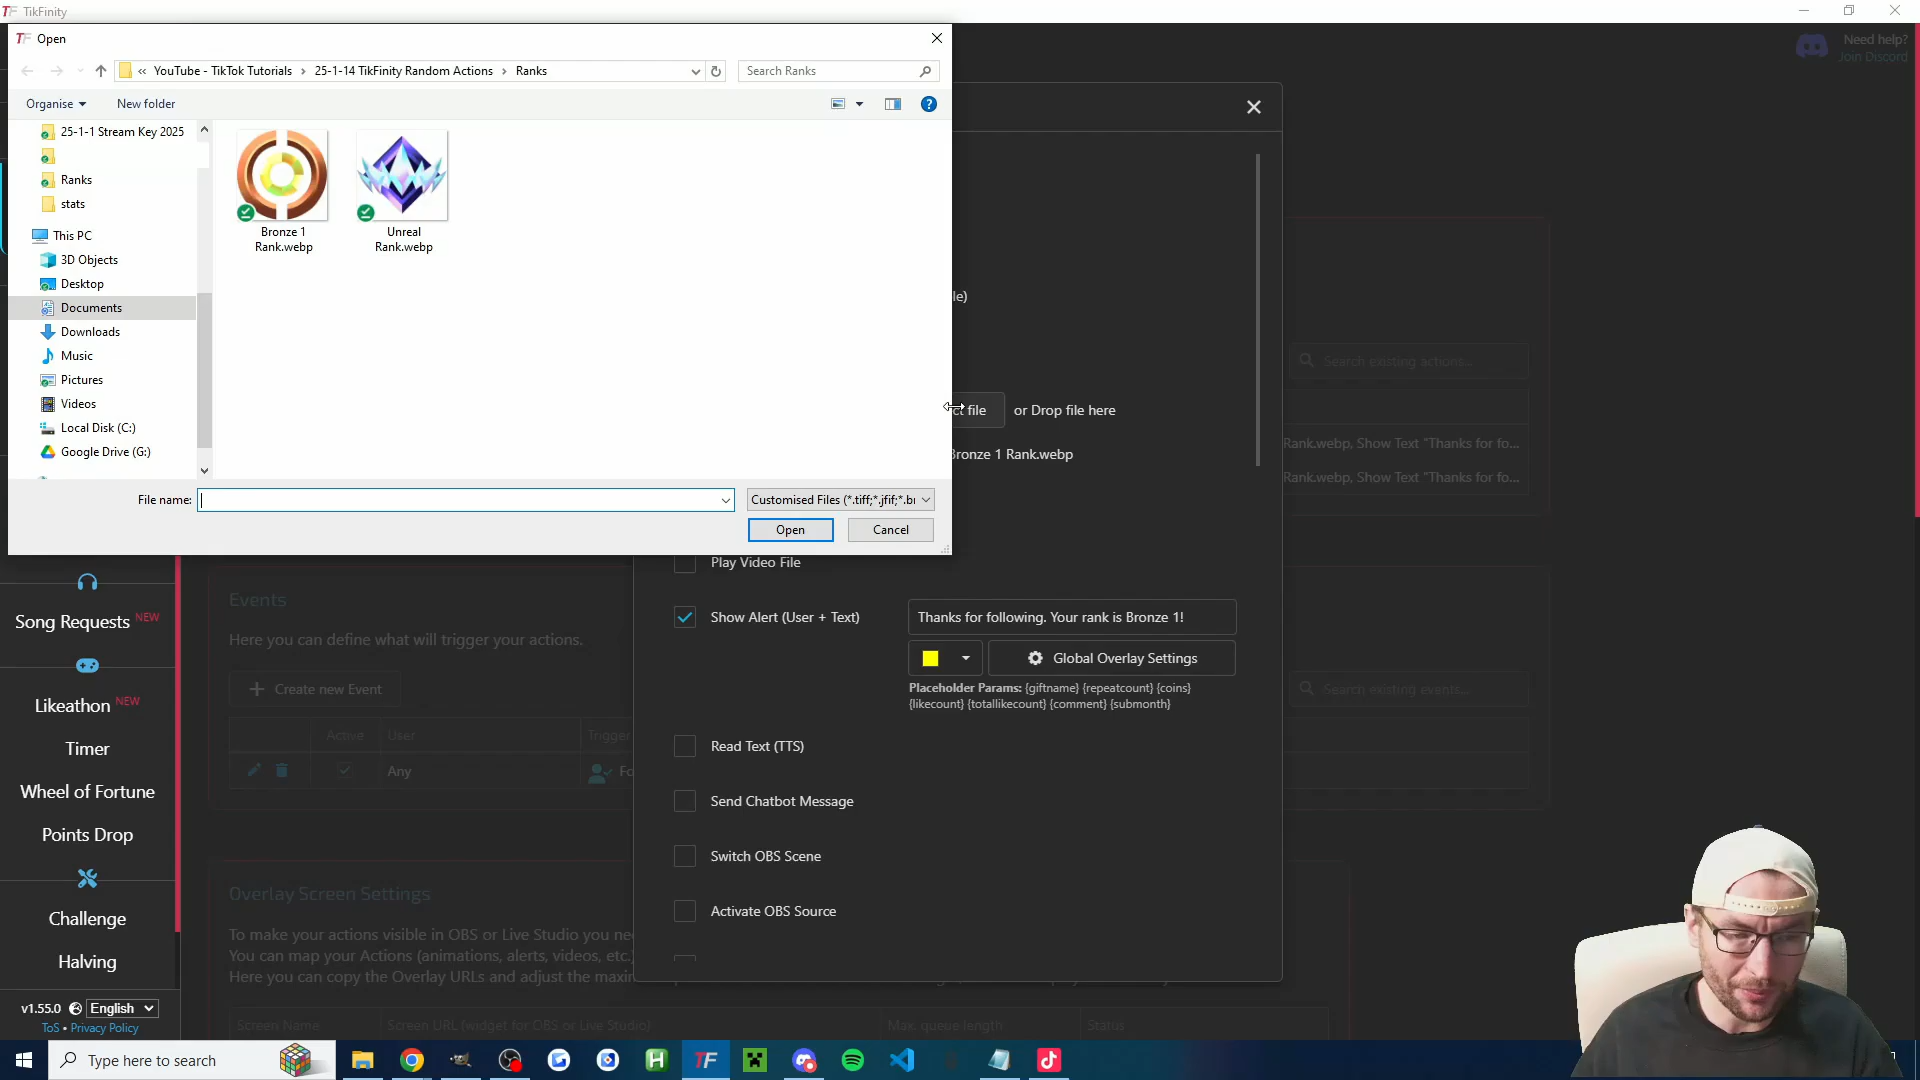 TF TikFinity
Need help?
Join Discord
TF Open
« YouTube - TikTok Tutorials › 25-1-14 TikFinity Random Actions › Ranks
Search Ranks
Organise
New folder
25-1-1 Stream Key 2025
Ranks
stats
This PC
3D Objects
Desktop
Documents
Downloads
Music
Pictures
Videos
Local Disk (C:)
Google Drive (G:)
Bronze 1
Rank.webp
Unreal
Rank.webp
File name:
Customised Files (*.tiff;*.jfif;*.b
Open
Cancel
le)
ct file
or Drop file here
Bronze 1 Rank.webp
Search existing actions...
Rank.webp, Show Text "Thanks for fo...
Rank.webp, Show Text "Thanks for fo...
Play Video File
Show Alert (User + Text)
Thanks for following. Your rank is Bronze 1!
Global Overlay Settings
Placeholder Params: {giftname} {repeatcount} {coins}
{likecount} {totallikecount} {comment} {submonth}
Read Text (TTS)
Send Chatbot Message
Switch OBS Scene
Activate OBS Source
Song Requests NEW
Likeathon NEW
Timer
Wheel of Fortune
Points Drop
Challenge
Halving
v1.55.0 English
ToS • Privacy Policy
Events
Here you can define what will trigger your actions.
+ Create new Event
Search existing events...
Active User Trigger
Any Fo
Overlay Screen Settings
To make your actions visible in OBS or Live Studio you nee
You can map your Actions (animations, alerts, videos, etc.)
Here you can copy the Overlay URLs and adjust the maxim
Screen Name Screen URL (widget for OBS or Live Studio) Max. queue length Status
Type here to search
TF